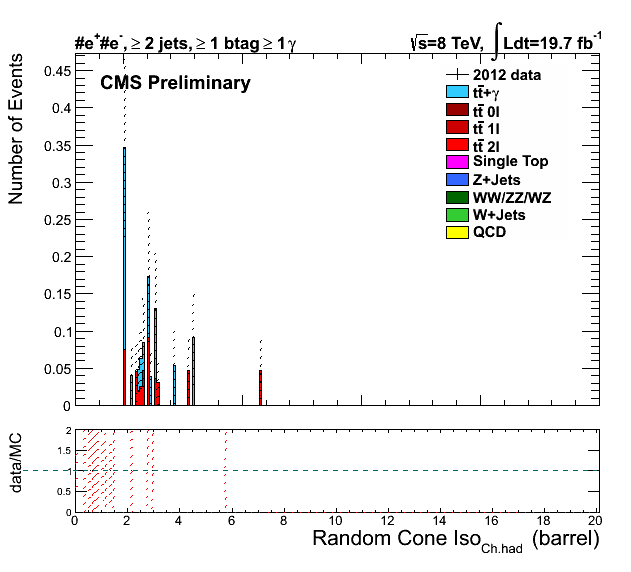 #e⁺#e⁻, ≥ 2 jets, ≥ 1 btag ≥ 1 γ
√s=8 TeV, ∫ Ldt=19.7 fb⁻¹
CMS Preliminary
2012 data
tt̄+γ
tt̄ 0l
tt̄ 1l
tt̄ 2l
Single Top
Z+Jets
WW/ZZ/WZ
W+Jets
QCD
Number of Events
0.45
0.4
0.35
0.3
0.25
0.2
0.15
0.1
0.05
0
data/MC
2
1.5
1
0.5
0
0 2 4 6 8 10 12 14 16 18 20
Random Cone Iso_Ch.had (barrel)